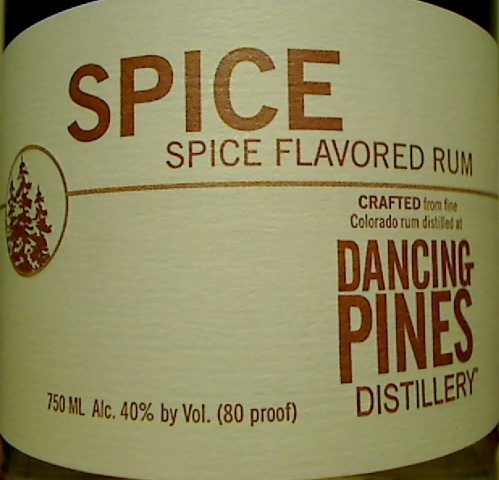 SPICE
SPICE FLAVORED RUM
CRAFTED from fine
Colorado rum distilled at
DANCING
PINES
DISTILLERY
750 ML Alc. 40% by Vol. (80 proof)